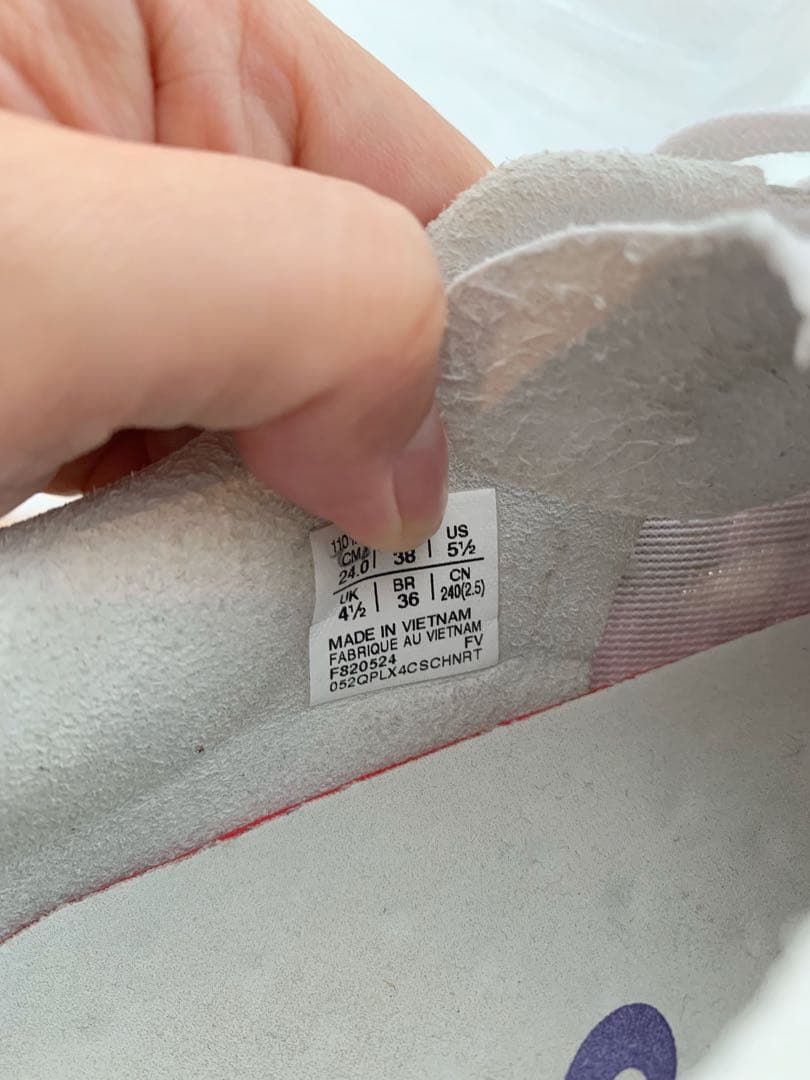 CM 38 US
24.0 5½
UK BR CN
4½ 36 240(2.5)
MADE IN VIETNAM
FABRIQUE AU VIETNAM
F820524 FV
052QPLX4CSCHNRT